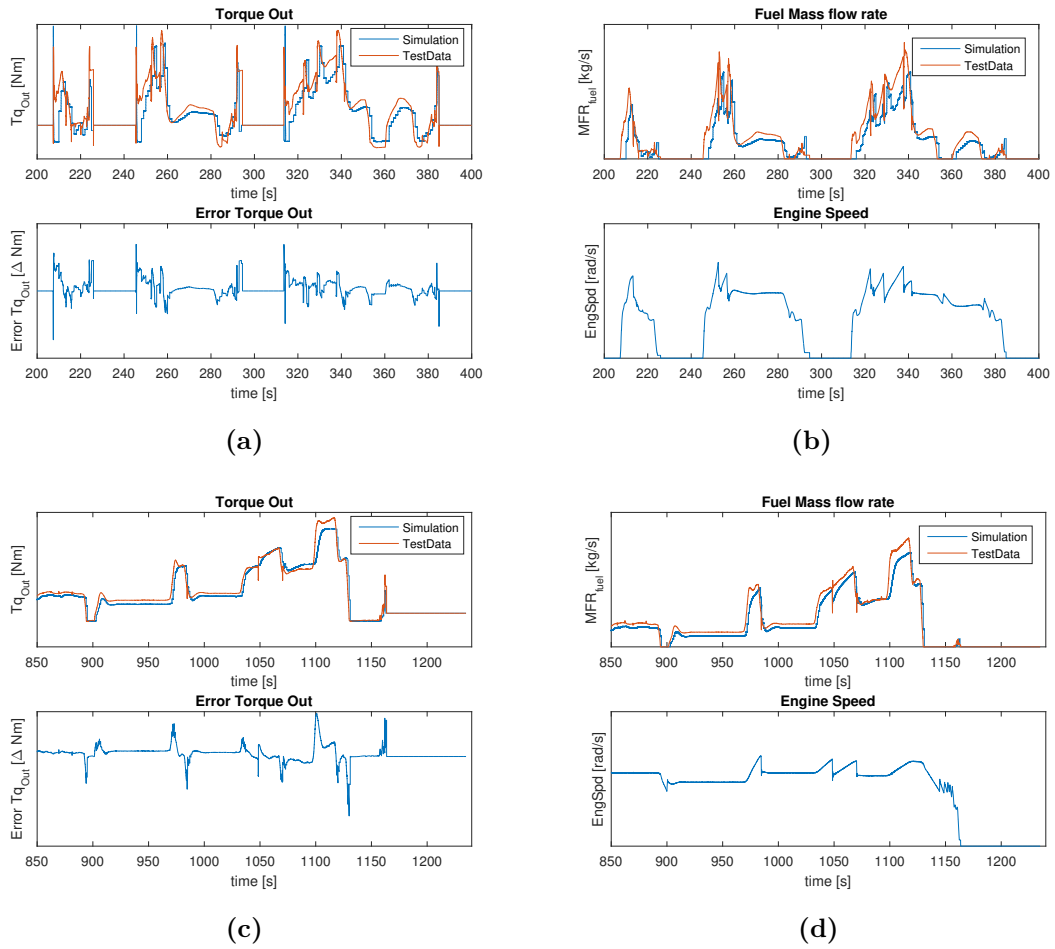 Torque Out
Tq_Out [Nm]
Simulation
TestData
200 220 240 260 280 300 320 340 360 380 400
time [s]
Error Torque Out
Error Tq_Out [Δ Nm]
200 220 240 260 280 300 320 340 360 380 400
time [s]
(a)
Fuel Mass flow rate
MFR_fuel [kg/s]
Simulation
TestData
200 220 240 260 280 300 320 340 360 380 400
time [s]
Engine Speed
EngSpd [rad/s]
200 220 240 260 280 300 320 340 360 380 400
time [s]
(b)
Torque Out
Tq_Out [Nm]
Simulation
TestData
850 900 950 1000 1050 1100 1150 1200
time [s]
Error Torque Out
Error Tq_Out [Δ Nm]
850 900 950 1000 1050 1100 1150 1200
time [s]
(c)
Fuel Mass flow rate
MFR_fuel [kg/s]
Simulation
TestData
850 900 950 1000 1050 1100 1150 1200
time [s]
Engine Speed
EngSpd [rad/s]
850 900 950 1000 1050 1100 1150 1200
time [s]
(d)